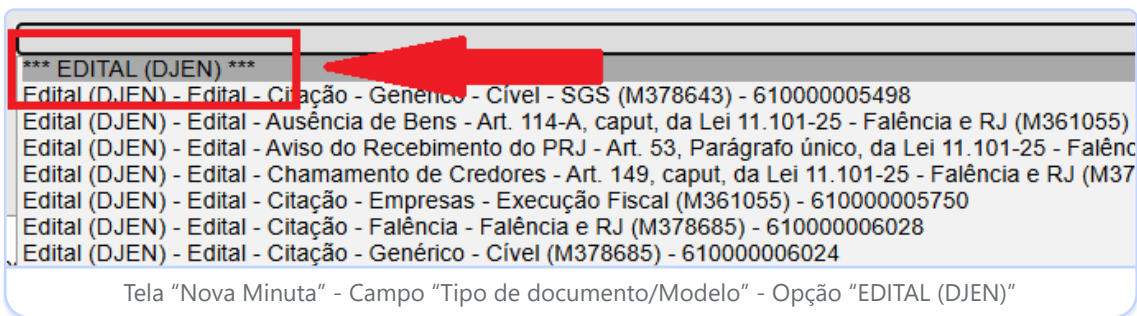 *** EDITAL (DJEN) ***
Edital (DJEN) - Edital - Citação - Genérico - Cível - SGS (M378643) - 610000005498
Edital (DJEN) - Edital - Ausência de Bens - Art. 114-A, caput, da Lei 11.101-25 - Falência e RJ (M361055)
Edital (DJEN) - Edital - Aviso do Recebimento do PRJ - Art. 53, Parágrafo único, da Lei 11.101-25 - Falênc
Edital (DJEN) - Edital - Chamamento de Credores - Art. 149, caput, da Lei 11.101-25 - Falência e RJ (M37
Edital (DJEN) - Edital - Citação - Empresas - Execução Fiscal (M361055) - 610000005750
Edital (DJEN) - Edital - Citação - Falência - Falência e RJ (M378685) - 610000006028
Edital (DJEN) - Edital - Citação - Genérico - Cível (M378685) - 610000006024
Tela “Nova Minuta” - Campo “Tipo de documento/Modelo” - Opção “EDITAL (DJEN)”